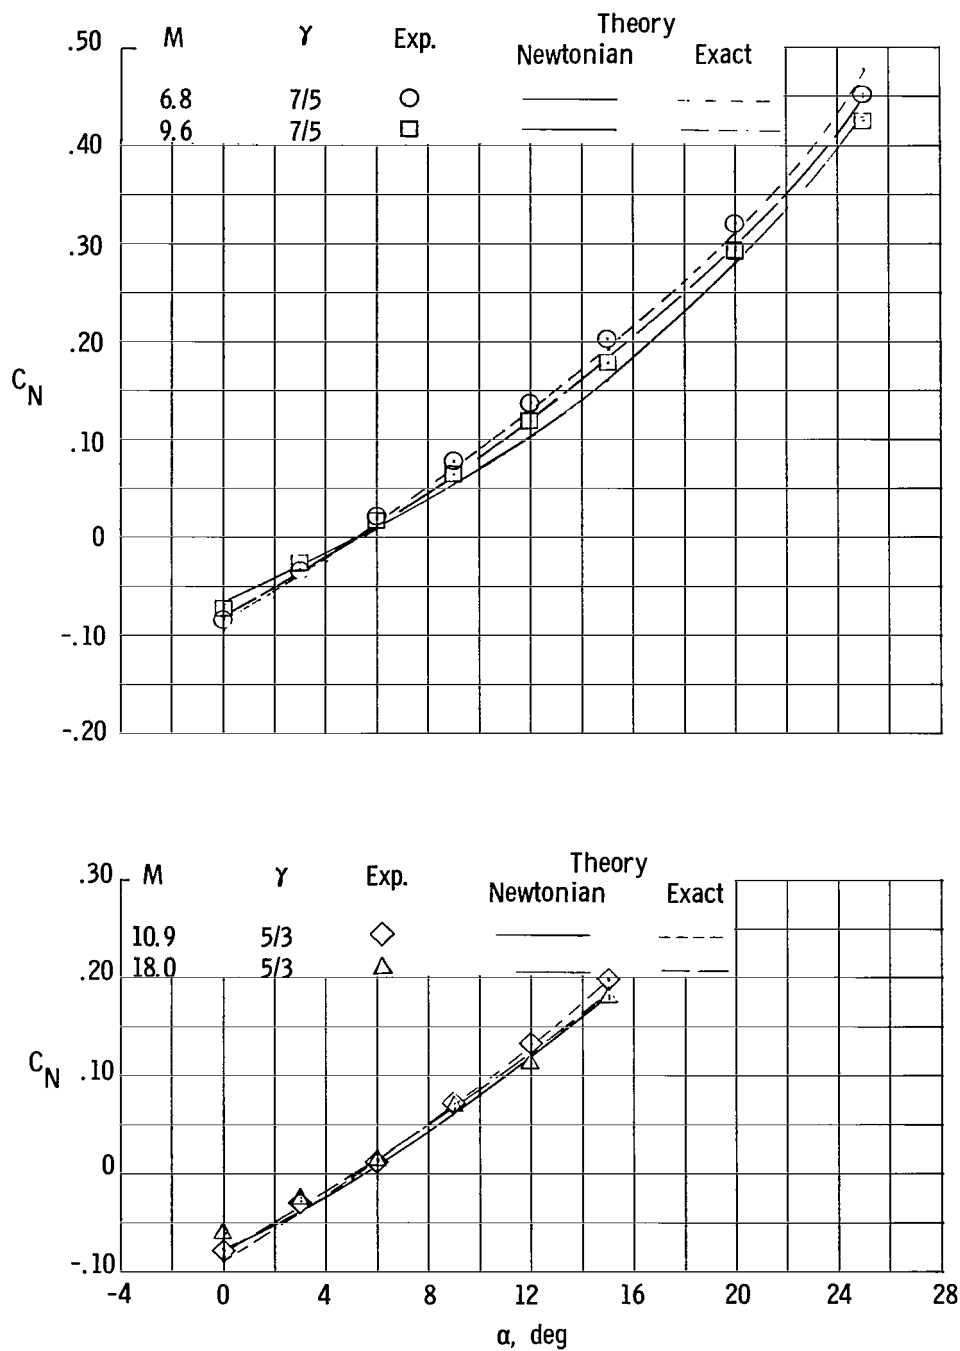 Theory
M γ Exp. Newtonian Exact
6.8 7/5
9.6 7/5
.50
.40
.30
.20
.10
0
-.10
-.20
C_N
Theory
M γ Exp. Newtonian Exact
10.9 5/3
18.0 5/3
.30
.20
.10
0
-.10
C_N
-4 0 4 8 12 16 20 24 28
α, deg